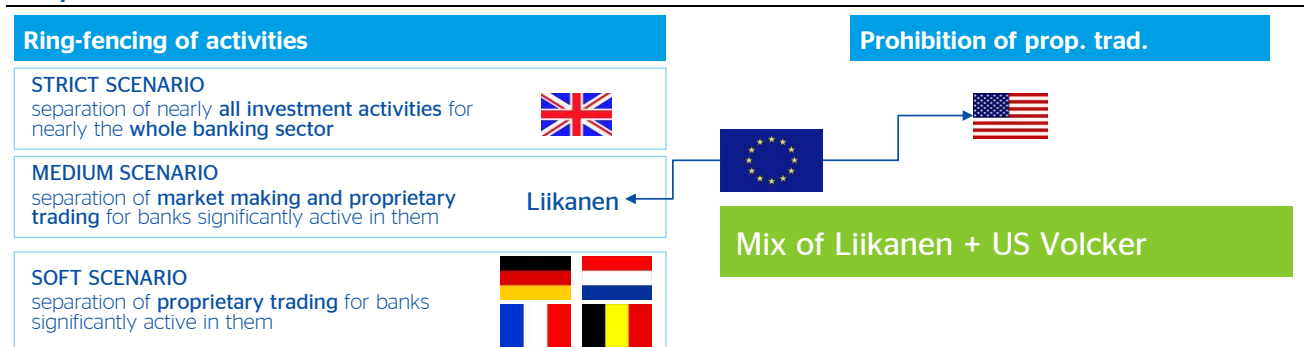 Ring-fencing of activities
Prohibition of prop. trad.
STRICT SCENARIO
separation of nearly all investment activities for
nearly the whole banking sector
MEDIUM SCENARIO
separation of market making and proprietary
trading for banks significantly active in them
Liikanen
Mix of Liikanen + US Volcker
SOFT SCENARIO
separation of proprietary trading for banks
significantly active in them